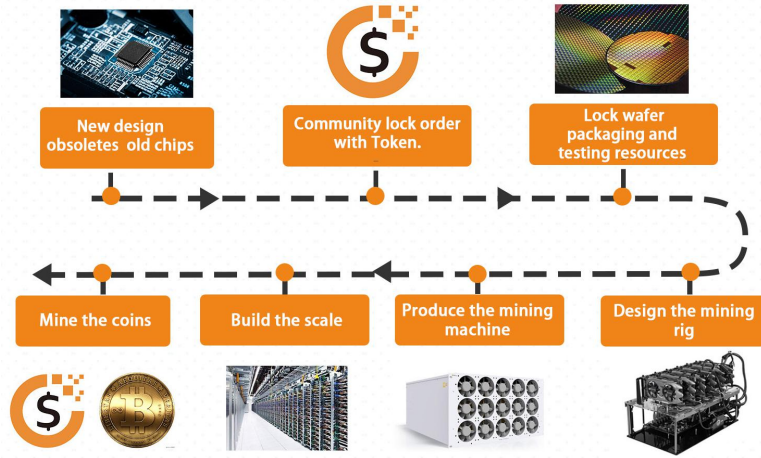 New design
obsoletes old chips
Community lock order
with Token.
Lock wafer
packaging and
testing resources
Design the mining
rig
Produce the mining
machine
Build the scale
Mine the coins
$
$
B